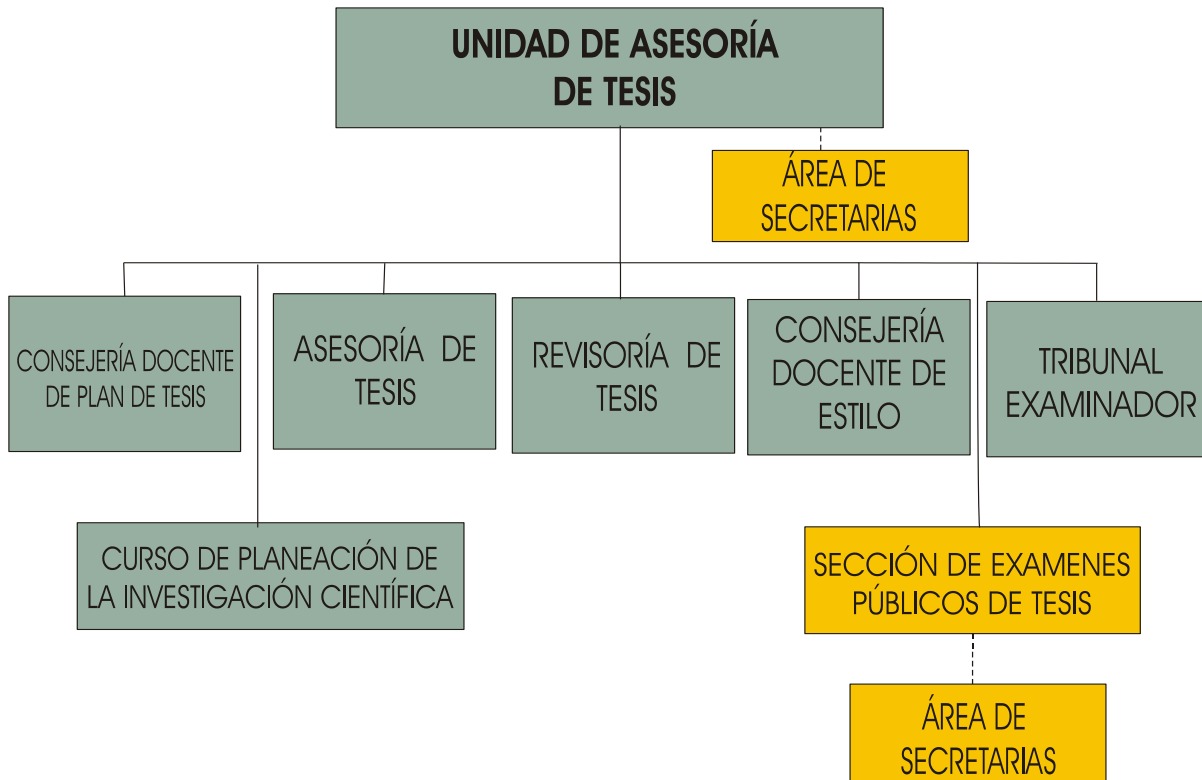 UNIDAD DE ASESORÍA
DE TESIS
ÁREA DE
SECRETARIAS
CONSEJERÍA DOCENTE
DE PLAN DE TESIS
ASESORÍA DE
TESIS
REVISORÍA DE
TESIS
CONSEJERÍA
DOCENTE DE
ESTILO
TRIBUNAL
EXAMINADOR
CURSO DE PLANEACIÓN DE
LA INVESTIGACIÓN CIENTÍFICA
SECCIÓN DE EXAMENES
PÚBLICOS DE TESIS
ÁREA DE
SECRETARIAS